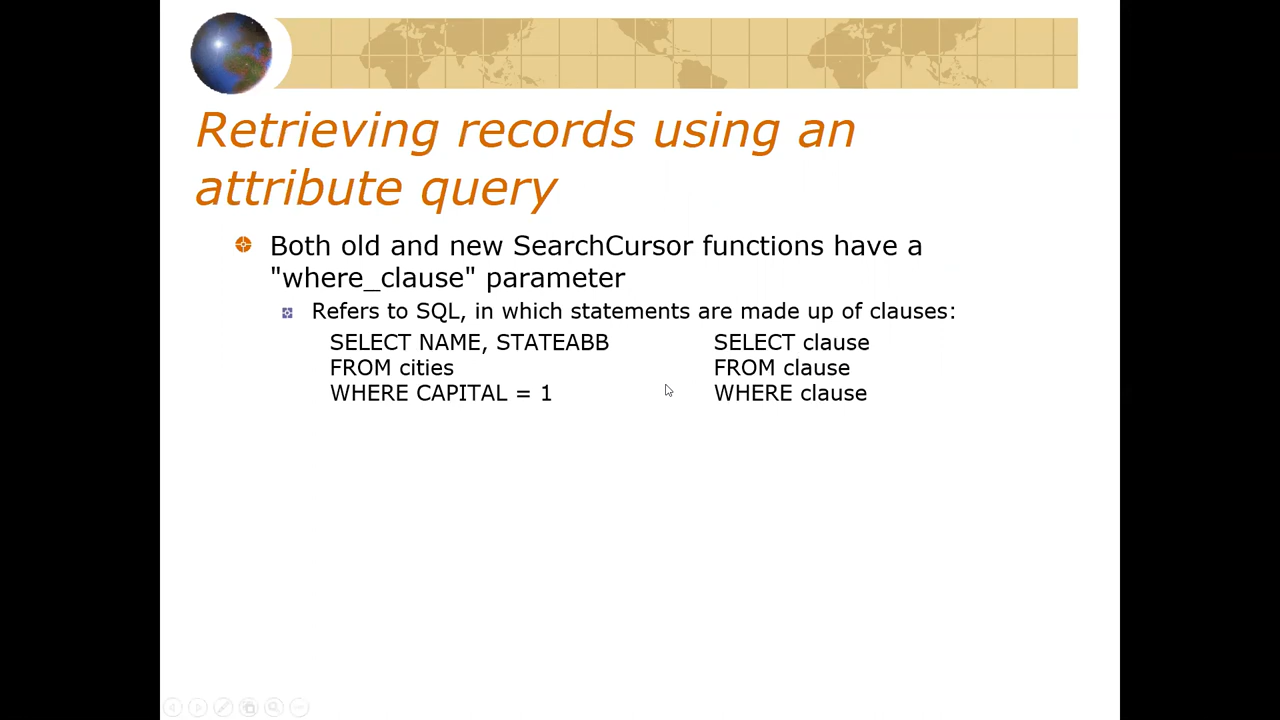 Retrieving records using an
attribute query
Both old and new SearchCursor functions have a
"where_clause" parameter
Refers to SQL, in which statements are made up of clauses:
SELECT NAME, STATEABB SELECT clause
FROM cities FROM clause
WHERE CAPITAL = 1 WHERE clause